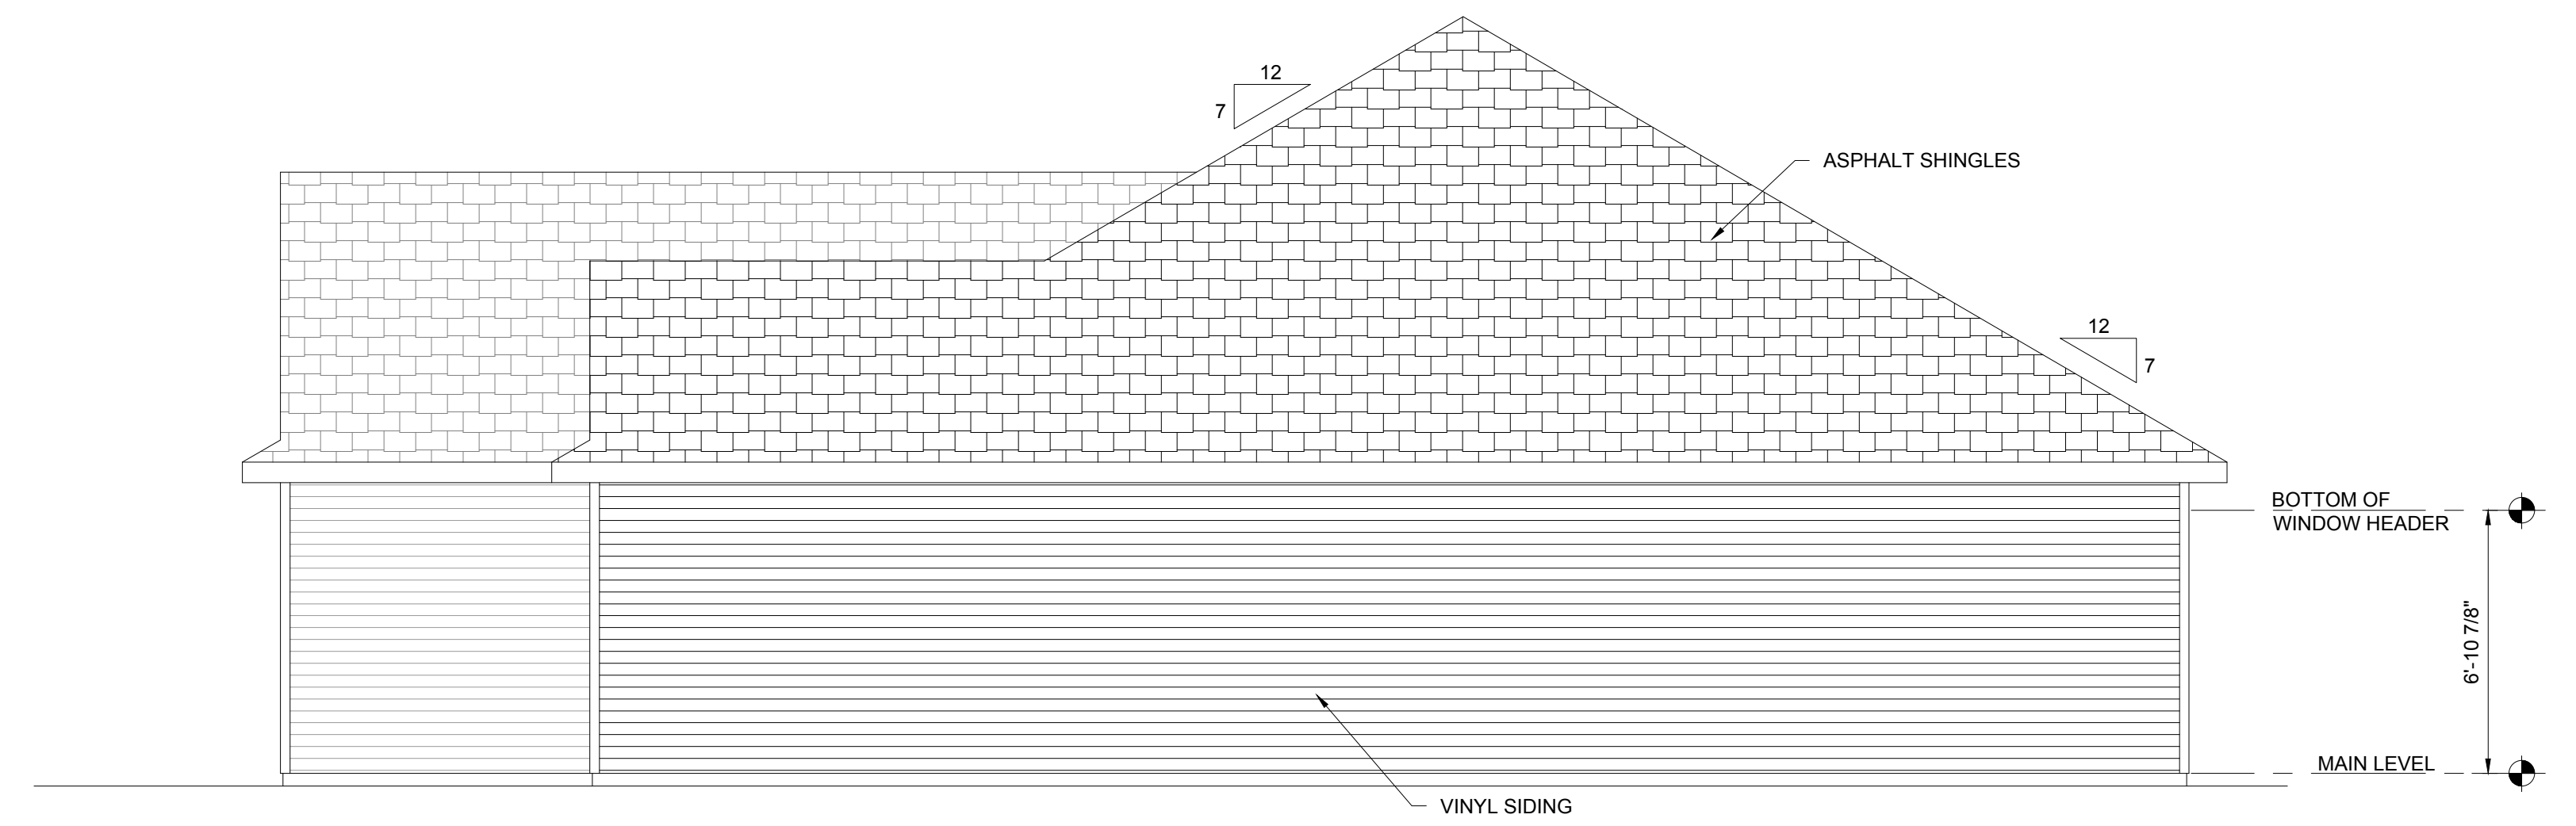 12
7
ASPHALT SHINGLES
12
7
BOTTOM OF
WINDOW HEADER
6'-10 7/8"
MAIN LEVEL
VINYL SIDING